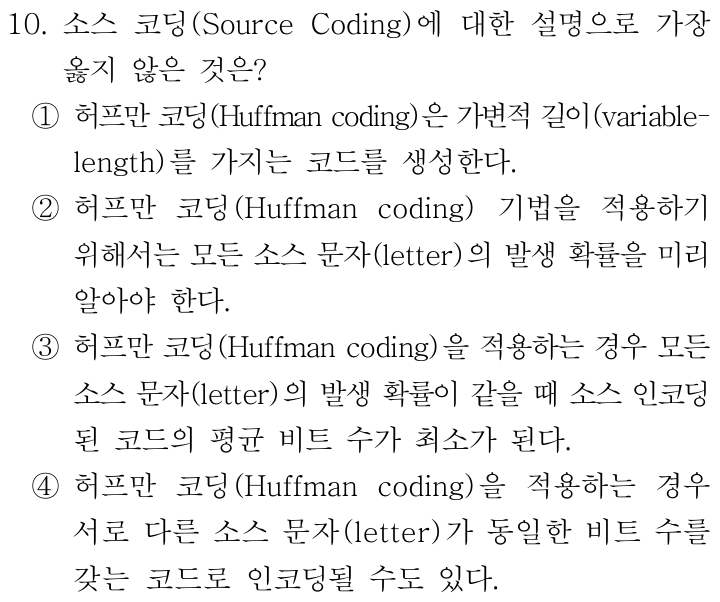 10. 소스 코딩(Source Coding)에 대한 설명으로 가장
옳지 않은 것은?
① 허프만 코딩(Huffman coding)은 가변적 길이(variable-
length)를 가지는 코드를 생성한다.
② 허프만 코딩(Huffman coding) 기법을 적용하기
위해서는 모든 소스 문자(letter)의 발생 확률을 미리
알아야 한다.
③ 허프만 코딩(Huffman coding)을 적용하는 경우 모든
소스 문자(letter)의 발생 확률이 같을 때 소스 인코딩
된 코드의 평균 비트 수가 최소가 된다.
④ 허프만 코딩(Huffman coding)을 적용하는 경우
서로 다른 소스 문자(letter)가 동일한 비트 수를
갖는 코드로 인코딩될 수도 있다.